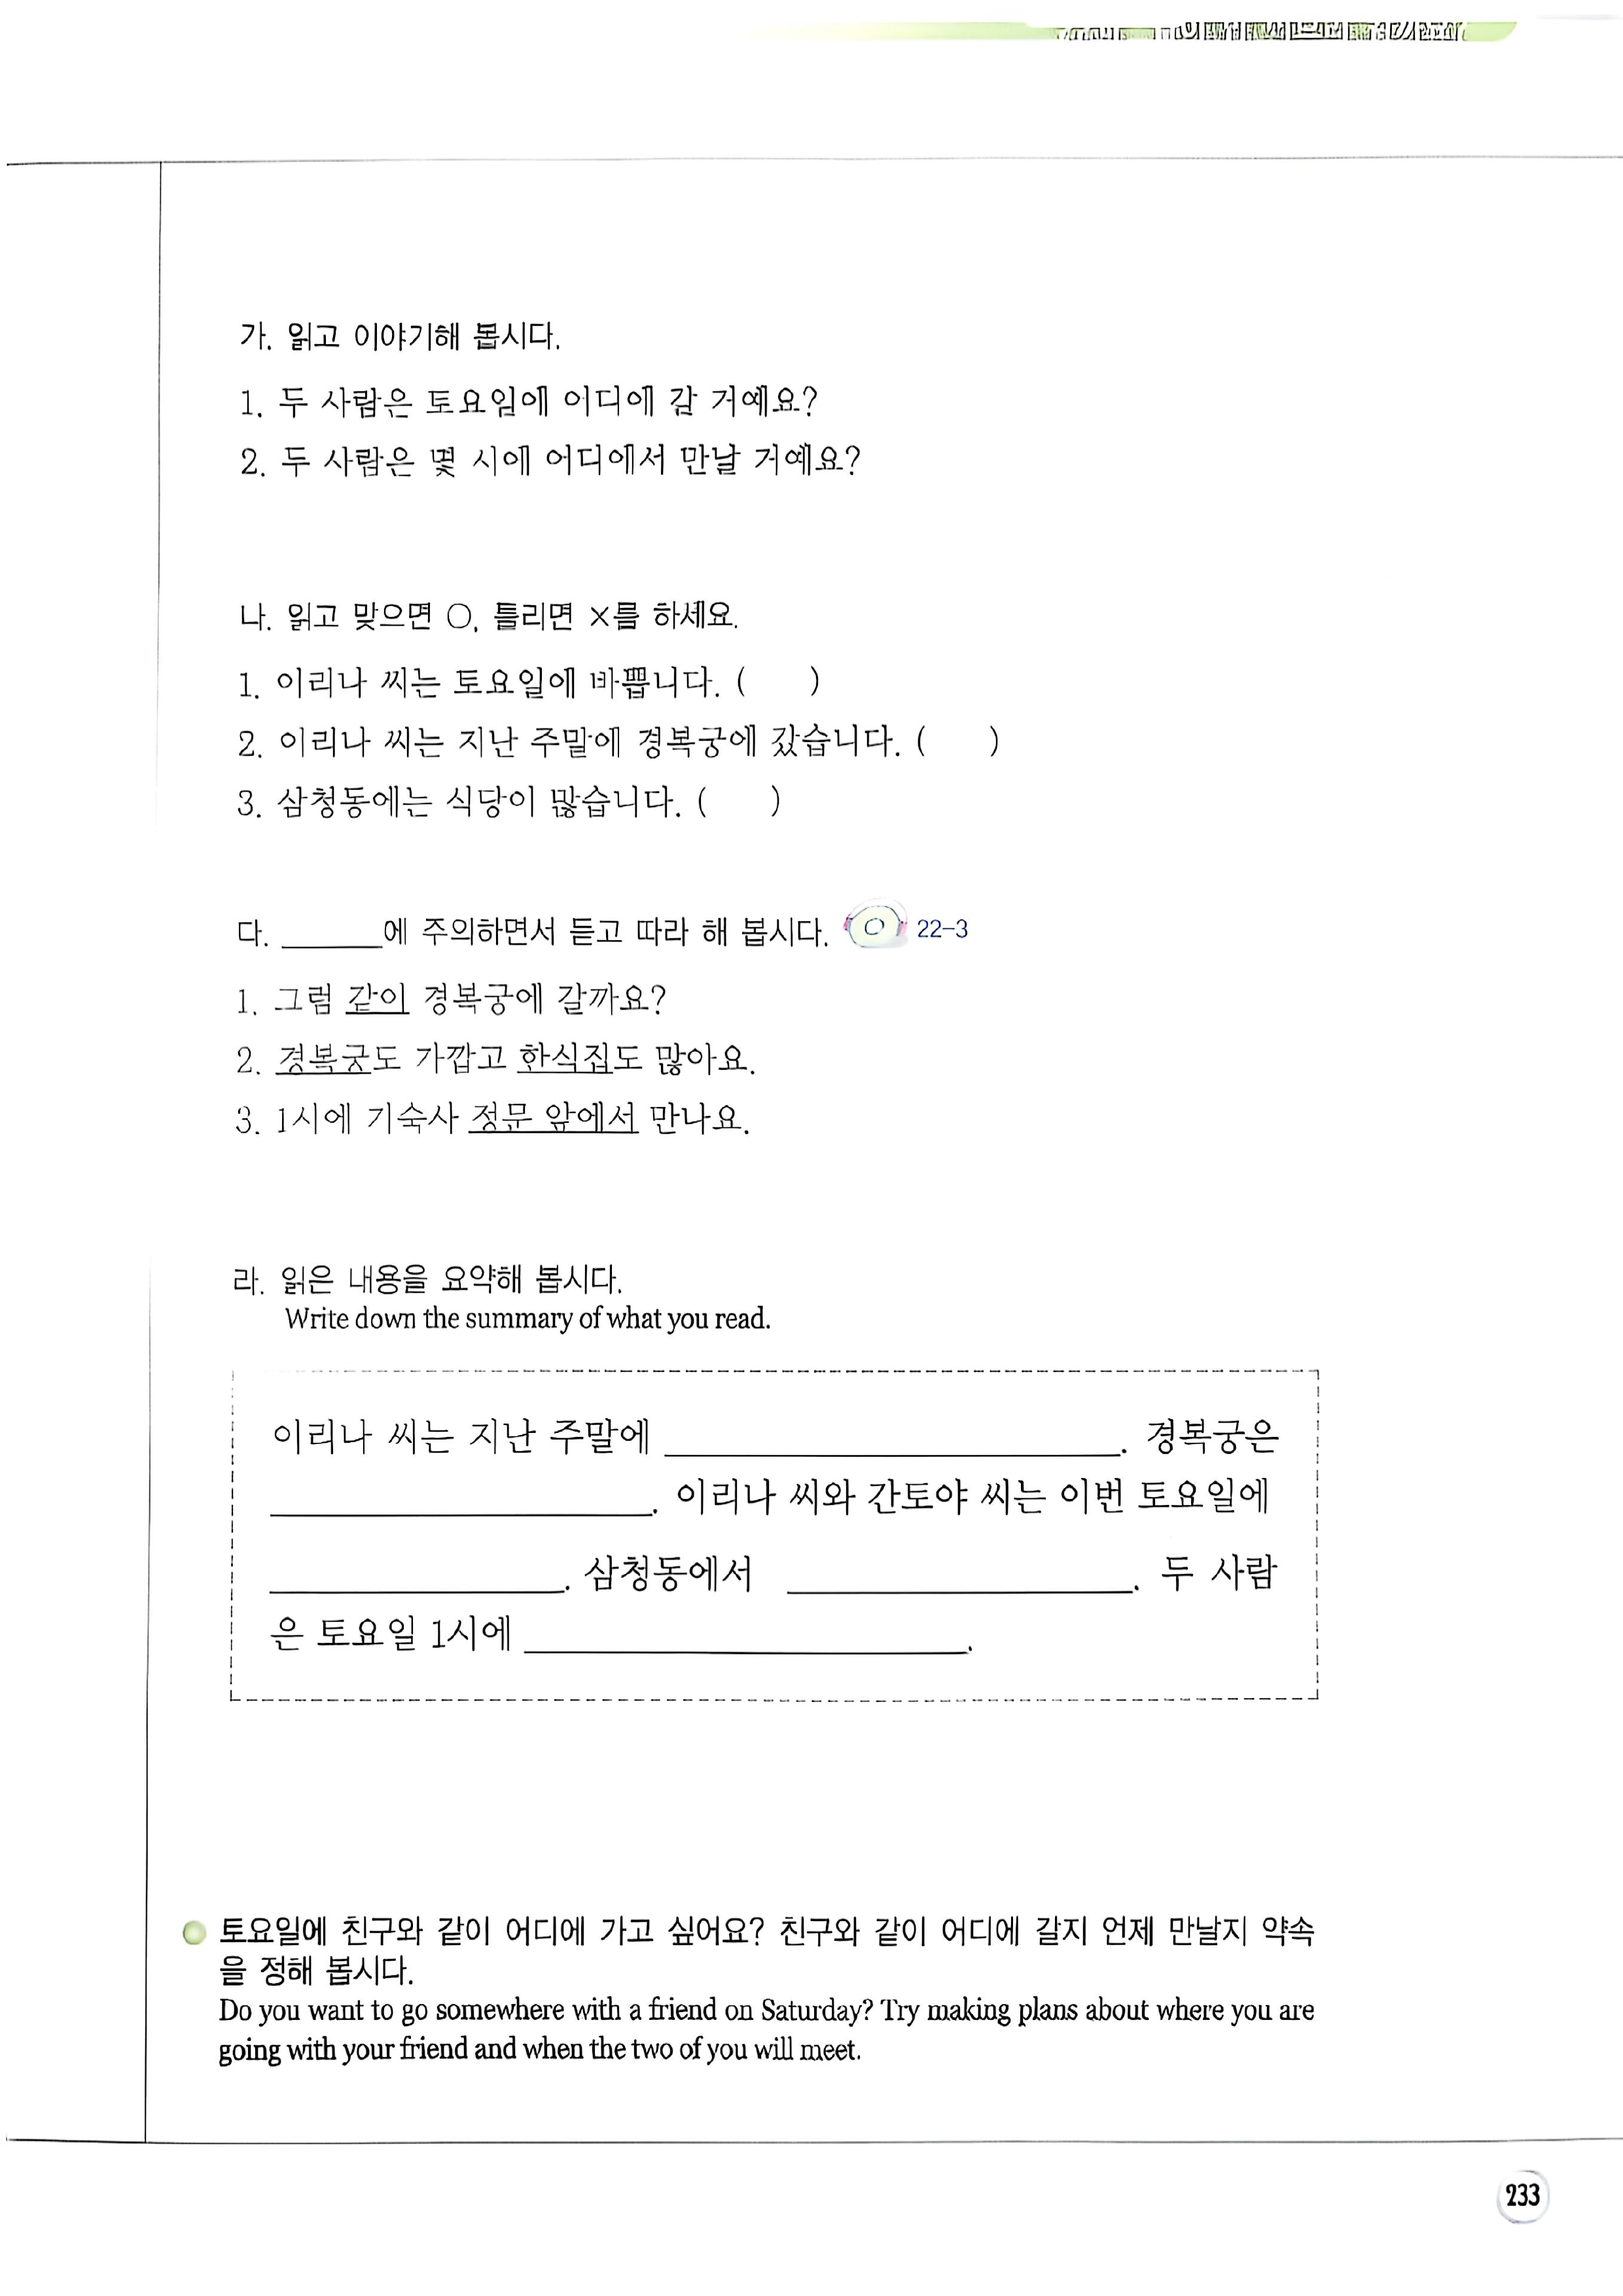 가. 읽고 이야기해 봅시다.
1. 두 사람은 토요일에 어디에 갈 거예요?
2. 두 사람은 몇 시에 어디에서 만날 거예요?
나. 읽고 맞으면 ○, 틀리면 ×를 하세요.
1. 이리나 씨는 토요일에 바쁩니다. (    )
2. 이리나 씨는 지난 주말에 경복궁에 갔습니다. (    )
3. 삼청동에는 식당이 많습니다. (    )
다. ______에 주의하면서 듣고 따라 해 봅시다. 22-3
1. 그럼 같이 경복궁에 갈까요?
2. 경복궁도 가깝고 한식집도 많아요.
3. 1시에 기숙사 정문 앞에서 만나요.
라. 읽은 내용을 요약해 봅시다.
Write down the summary of what you read.
이리나 씨는 지난 주말에 ______. 경복궁은
______. 이리나 씨와 간토야 씨는 이번 토요일에
______. 삼청동에서 ______. 두 사람
은 토요일 1시에 ______.
토요일에 친구와 같이 어디에 가고 싶어요? 친구와 같이 어디에 갈지 언제 만날지 약속
을 정해 봅시다.
Do you want to go somewhere with a friend on Saturday? Try making plans about where you are
going with your friend and when the two of you will meet.
233